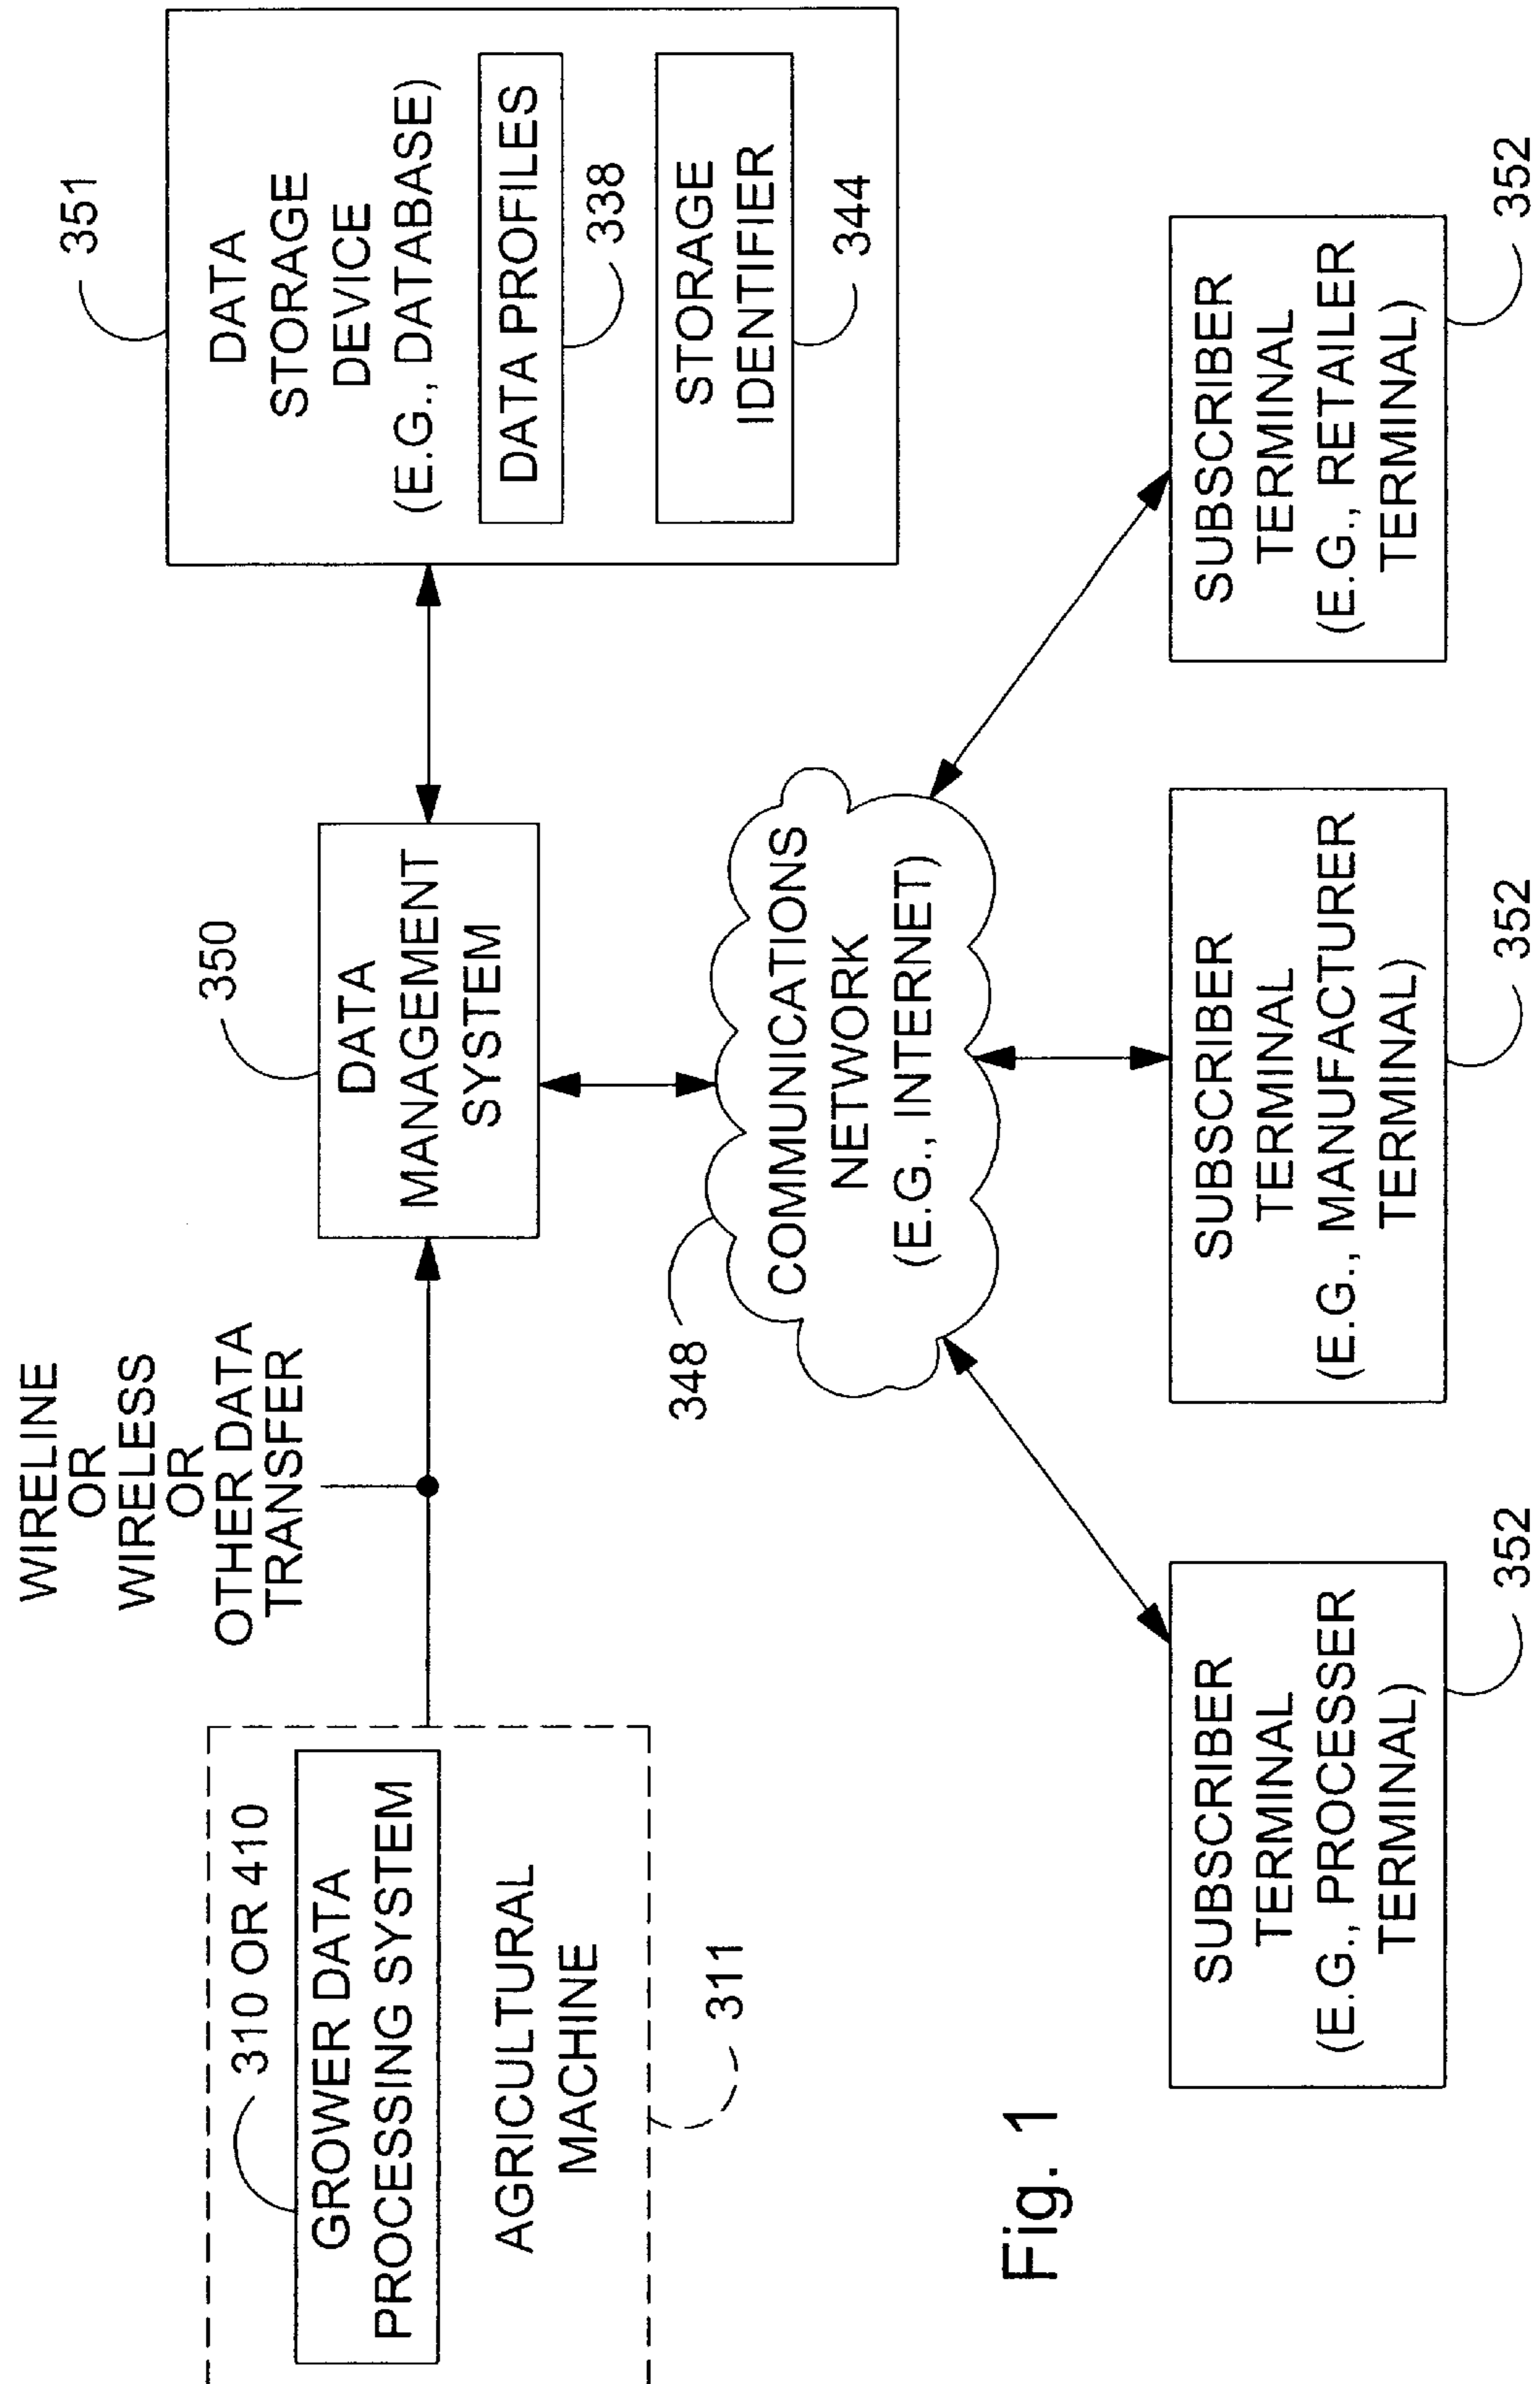 WIRELINE
OR
WIRELESS
OR
OTHER DATA
TRANSFER
310 OR 410
GROWER DATA
PROCESSING SYSTEM
AGRICULTURAL
MACHINE
311
350
DATA
MANAGEMENT
SYSTEM
351
DATA
STORAGE
DEVICE
(E.G., DATABASE)
DATA PROFILES
338
STORAGE
IDENTIFIER
344
348
COMMUNICATIONS
NETWORK
(E.G., INTERNET)
SUBSCRIBER
TERMINAL
(E.G., PROCESSER
TERMINAL)
352
SUBSCRIBER
TERMINAL
(E.G., MANUFACTURER
TERMINAL)
352
SUBSCRIBER
TERMINAL
(E.G., RETAILER
TERMINAL)
352
Fig. 1